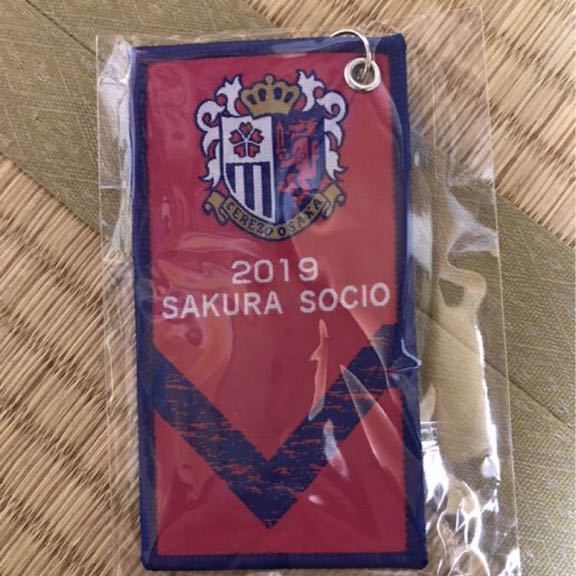 CEREZO OSAKA
2019
SAKURA SOCIO